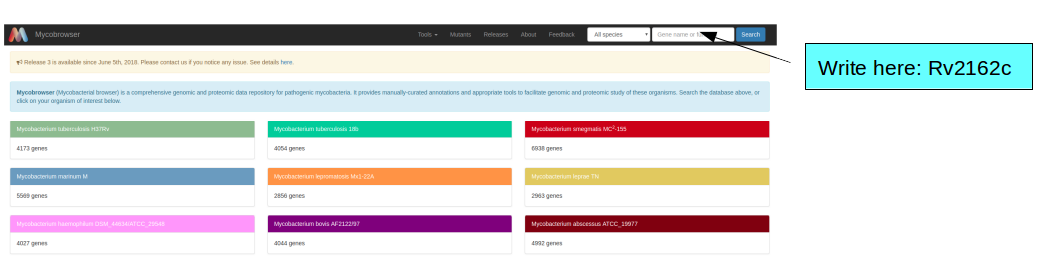 Mycobrowser Tools Mutants Releases About Feedback All species Gene name or Search
Write here: Rv2162c
Release 3 is available since June 5th, 2018. Please contact us if you notice any issue. See details here.
Mycobrowser (Mycobacterial browser) is a comprehensive genomic and proteomic data repository for pathogenic mycobacteria. It provides manually-curated annotations and appropriate tools to facilitate genomic and proteomic study of these organisms. Search the database above, or
click on your organism of interest below.
Mycobacterium tuberculosis H37Rv Mycobacterium tuberculosis 18b Mycobacterium smegmatis MC²-155
4173 genes 4054 genes 6938 genes
Mycobacterium marinum M Mycobacterium lepromatosis Mx1-22A Mycobacterium leprae TN
5569 genes 2856 genes 2963 genes
Mycobacterium haemophilum DSM_44634/ATCC_29548 Mycobacterium bovis AF2122/97 Mycobacterium abscessus ATCC_19977
4027 genes 4044 genes 4992 genes